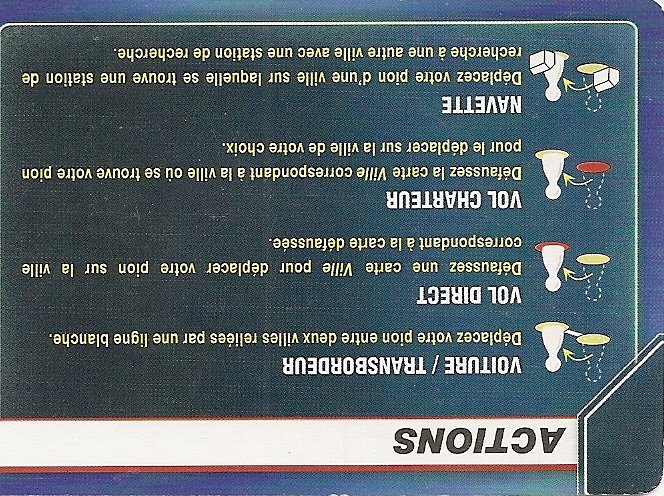 ACTIONS
VOITURE / TRANSBORDEUR
Déplacez votre pion entre deux villes reliées par une ligne blanche.
VOL DIRECT
Défaussez une carte Ville pour déplacer votre pion sur la ville
correspondant à la carte défaussée.
VOL CHARTEUR
Défaussez la carte Ville correspondant à la ville où se trouve votre pion
pour le déplacer sur la ville de votre choix.
NAVETTE
Déplacez votre pion d'une ville sur laquelle se trouve une station de
recherche à une autre ville avec une station de recherche.